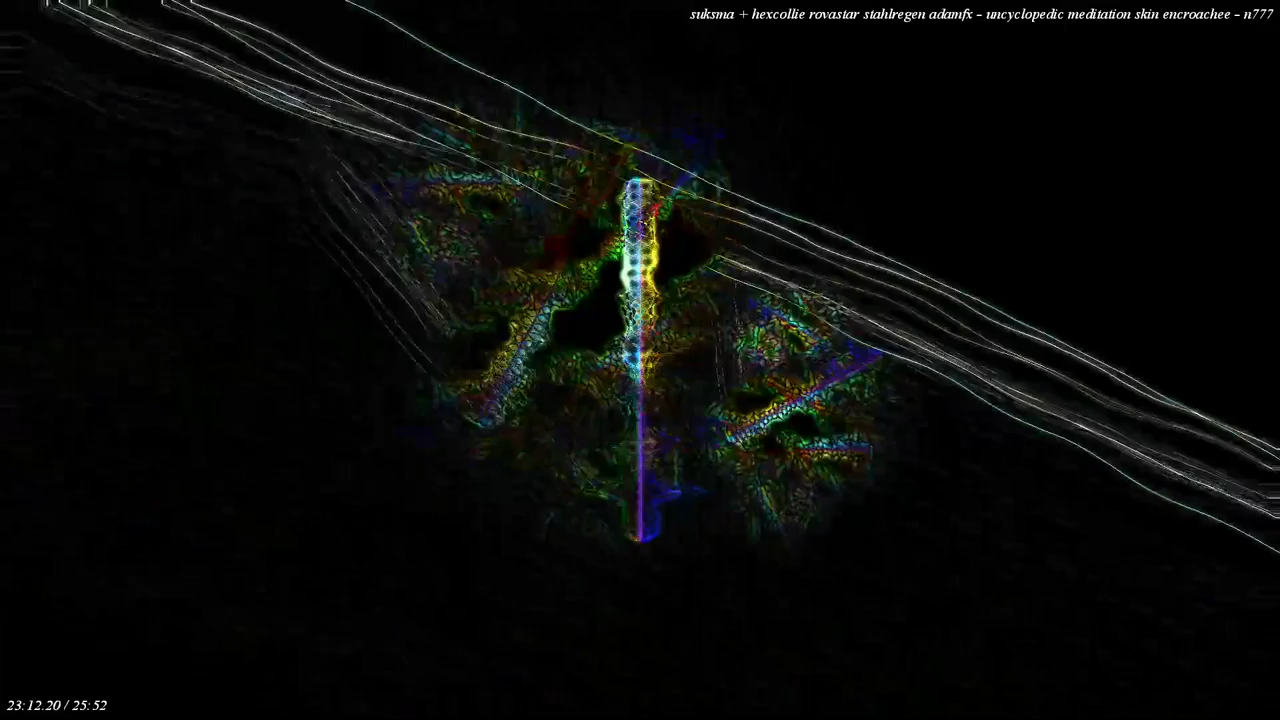 suksma + hexcollie rovastar stahlregen adamfx - uncyclopedic meditation skin encroachee - n777
23:12.20 / 25:52